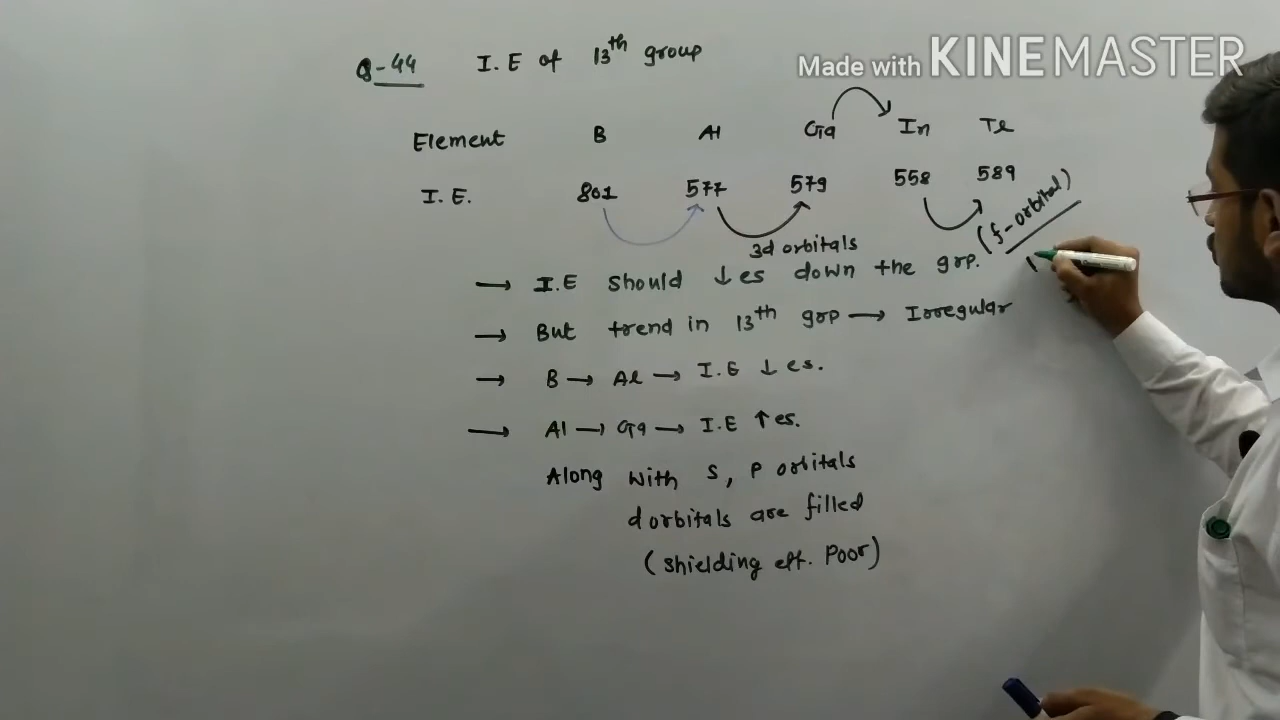 Made with KINEMASTER
Q-44 I.E of 13th group
Element B Al Ga In Tl
I.E. 801 577 579 558 589
3d orbitals
(f-orbital)
→ I.E should ↓es down the grp.
→ But trend in 13th grp → Irregular
→ B → Al → I.E ↓es.
→ Al → Ga → I.E ↑es.
Along with s, p orbitals
d orbitals are filled
(shielding eff. Poor)